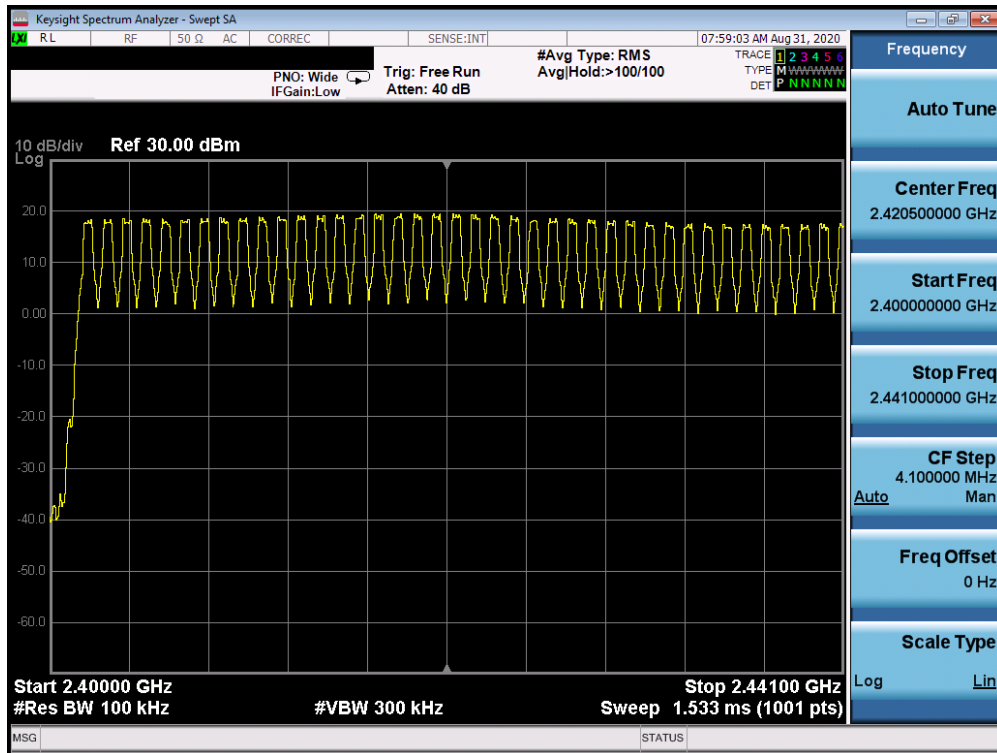 Keysight Spectrum Analyzer - Swept SA
LXI RL RF 50 Ω AC CORREC SENSE:INT 07:59:03 AM Aug 31, 2020
PNO: Wide
IFGain:Low
Trig: Free Run
Atten: 40 dB
#Avg Type: RMS
Avg|Hold:>100/100
TRACE 1 2 3 4 5 6
TYPE M WWWWW
DET P N N N N N
10 dB/div Ref 30.00 dBm
Log
20.0
10.0
0.00
-10.0
-20.0
-30.0
-40.0
-50.0
-60.0
Start 2.40000 GHz Stop 2.44100 GHz
#Res BW 100 kHz #VBW 300 kHz Sweep 1.533 ms (1001 pts)
MSG STATUS
Frequency
Auto Tune
Center Freq
2.420500000 GHz
Start Freq
2.400000000 GHz
Stop Freq
2.441000000 GHz
CF Step
4.100000 MHz
Auto Man
Freq Offset
0 Hz
Scale Type
Log Lin